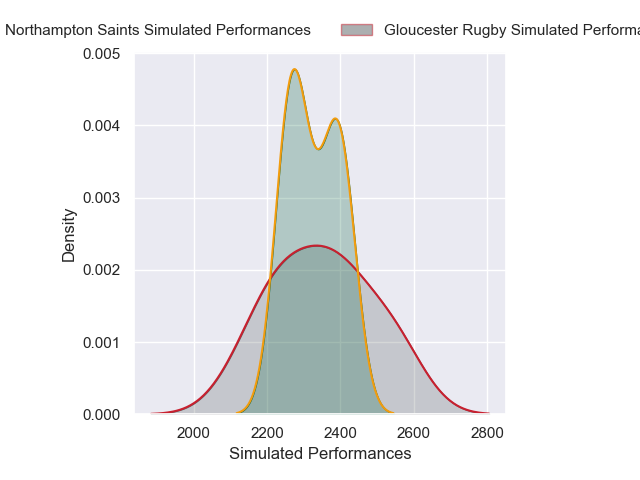 Northampton Saints Simulated Performances
Gloucester Rugby Simulated Performa
0.005
0.004
0.003
0.002
0.001
0.000
Density
2000 2200 2400 2600 2800
Simulated Performances